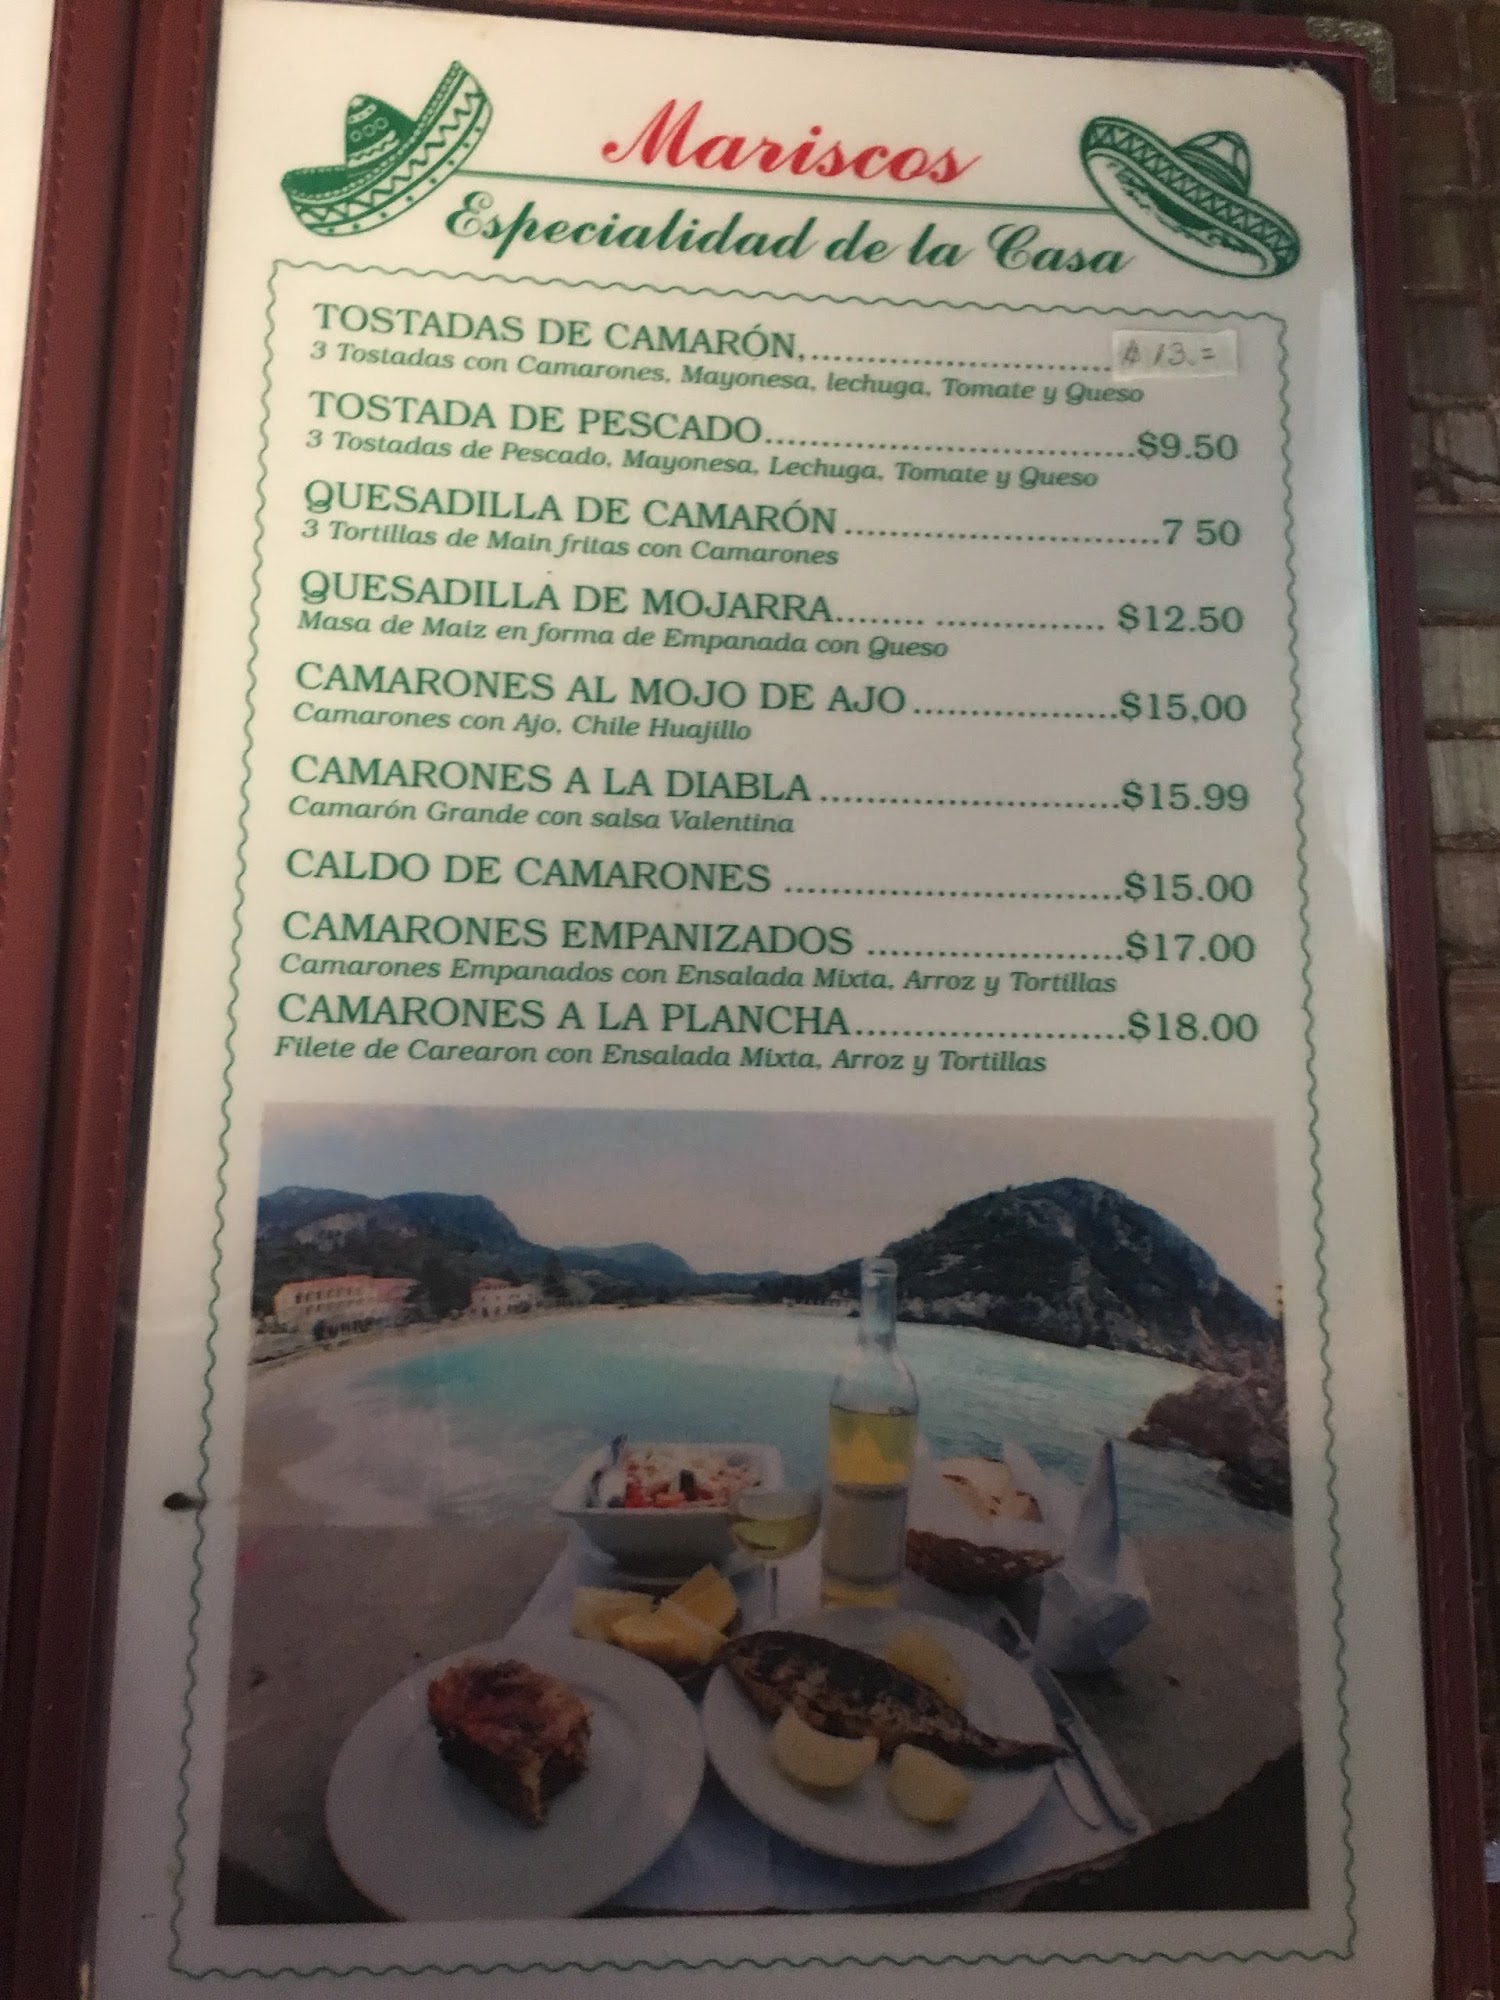 Mariscos
Especialidad de la Casa
TOSTADAS DE CAMARÓN,.............................. $ 13.=
3 Tostadas con Camarones, Mayonesa, lechuga, Tomate y Queso
TOSTADA DE PESCADO.................................$9.50
3 Tostadas de Pescado, Mayonesa, Lechuga, Tomate y Queso
QUESADILLA DE CAMARÓN ............................7 50
3 Tortillas de Main fritas con Camarones
QUESADILLA DE MOJARRA........ ............... $12.50
Masa de Maiz en forma de Empanada con Queso
CAMARONES AL MOJO DE AJO ..................$15,00
Camarones con Ajo, Chile Huajillo
CAMARONES A LA DIABLA ...........................$15.99
Camarón Grande con salsa Valentina
CALDO DE CAMARONES ..............................$15.00
CAMARONES EMPANIZADOS .......................$17.00
Camarones Empanados con Ensalada Mixta, Arroz y Tortillas
CAMARONES A LA PLANCHA........................$18.00
Filete de Carearon con Ensalada Mixta, Arroz y Tortillas